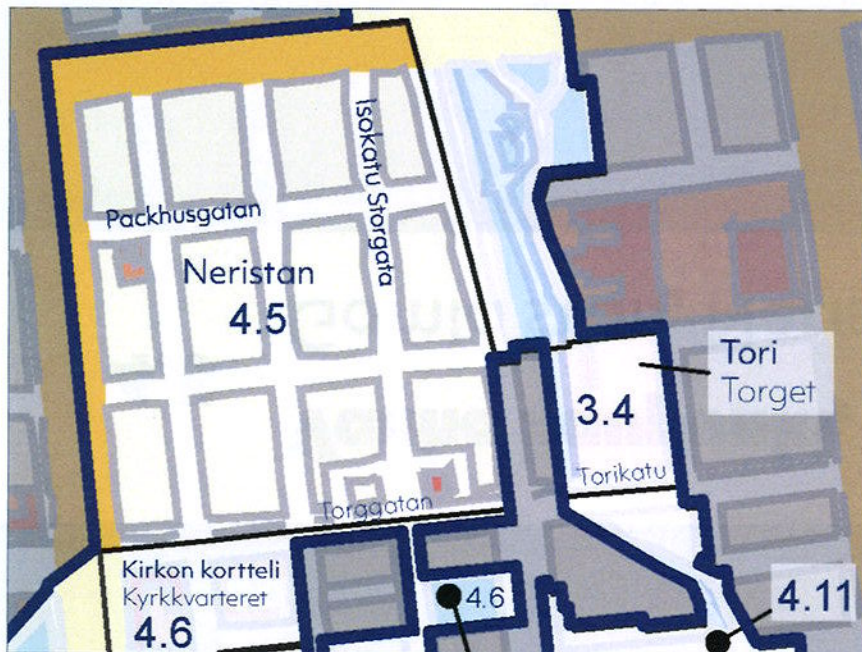 Isokatu Storgata
Packhusgatan
Neristan
4.5
Tori
Torget
3.4
Torikatu
Torggatan
Kirkon kortteli
Kyrkkvarteret
4.6
4.6
4.11